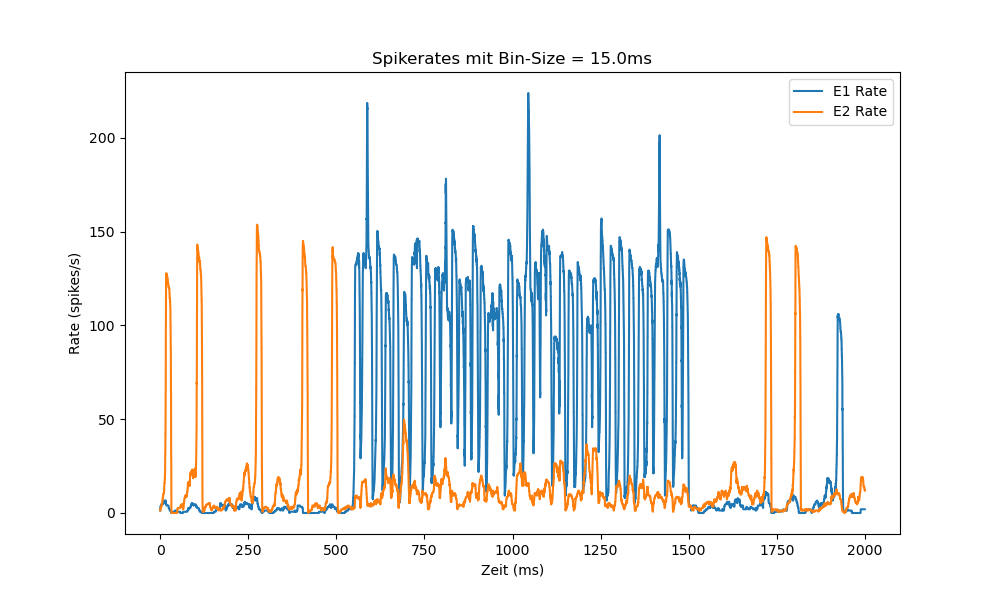 Spikerates mit Bin-Size = 15.0ms
E1 Rate
E2 Rate
Rate (spikes/s)
200
150
100
50
0
0 250 500 750 1000 1250 1500 1750 2000
Zeit (ms)